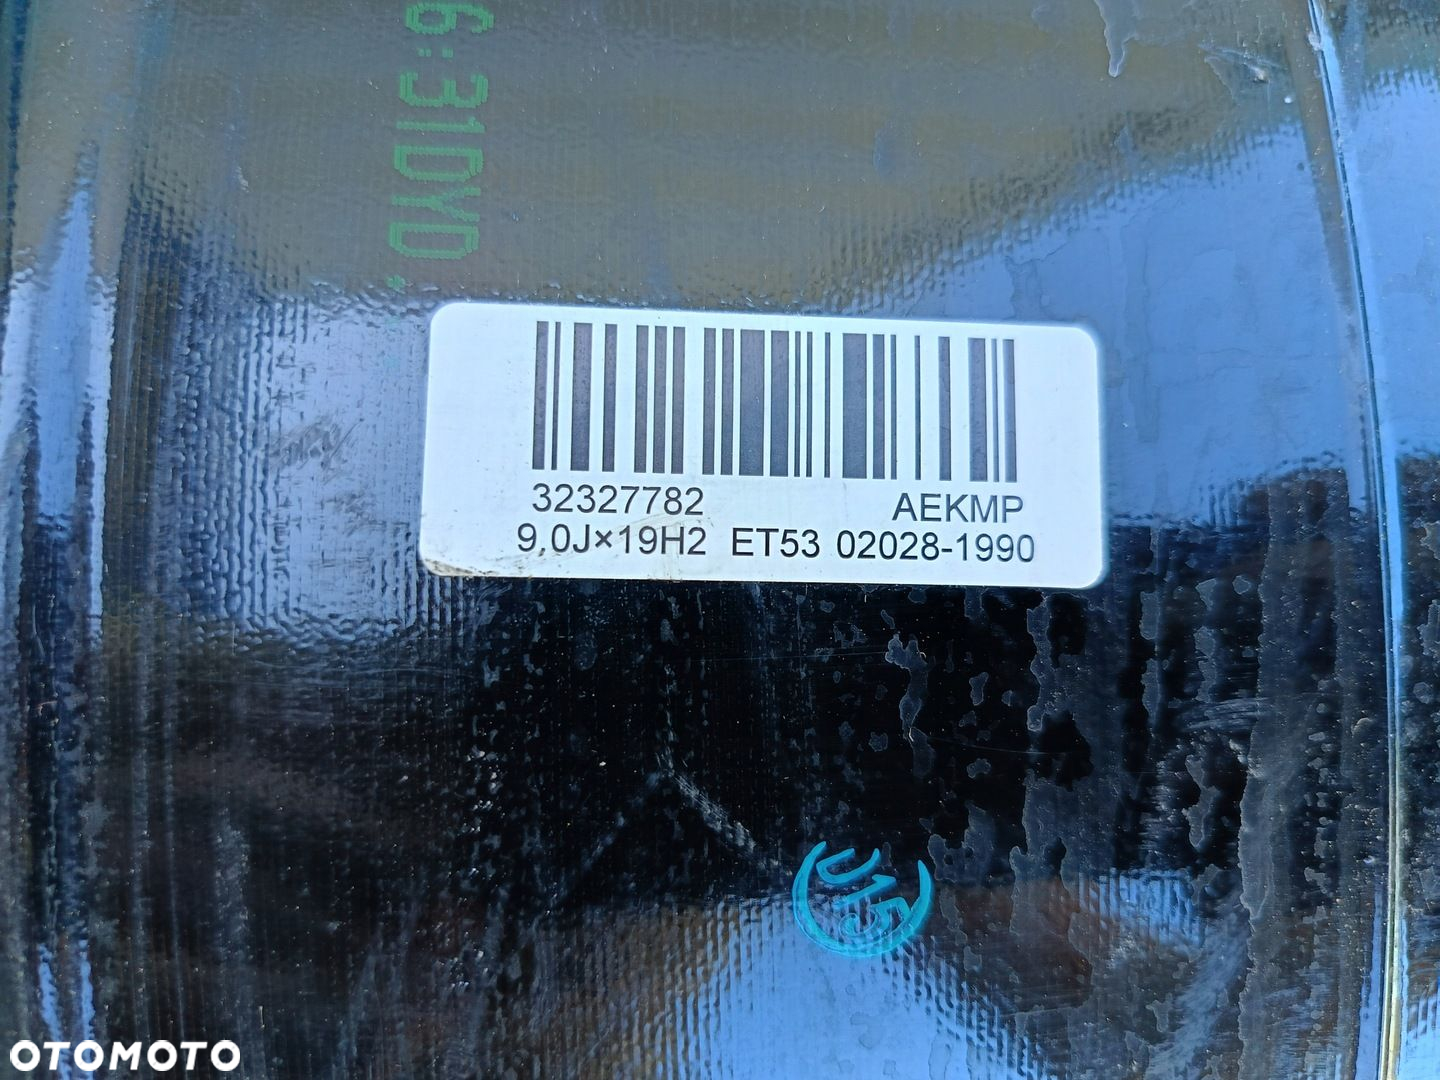 6:31DYD.
32327782 AEKMP
9,0J×19H2 ET53 02028-1990
OTOMOTO